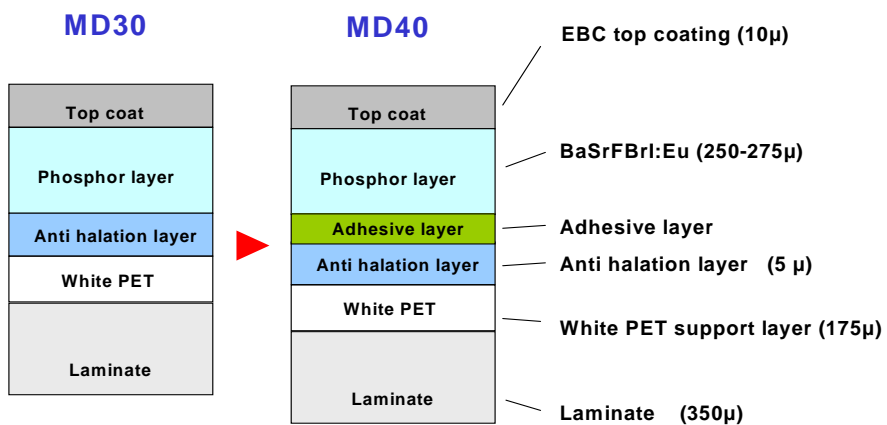 MD30
Top coat
Phosphor layer
Anti halation layer
White PET
Laminate
MD40
Top coat
Phosphor layer
Adhesive layer
Anti halation layer
White PET
Laminate
EBC top coating (10µ)
BaSrFBrI:Eu (250-275µ)
Adhesive layer
Anti halation layer (5 µ)
White PET support layer (175µ)
Laminate (350µ)